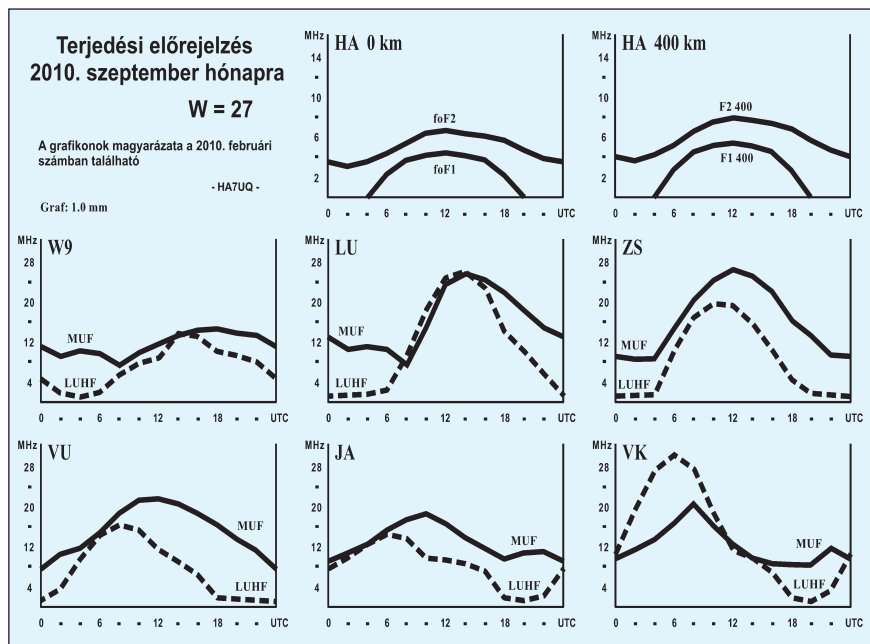 Terjedési előrejelzés
2010. szeptember hónapra
W = 27
A grafikonok magyarázata a 2010. februári
számban található
- HA7UQ -
Graf: 1.0 mm
MHz HA 0 km
14
10
6
2
foF2
foF1
0 6 12 18 UTC
MHz HA 400 km
14
10
6
2
F2 400
F1 400
0 6 12 18 UTC
MHz W9
28
20
12
4
MUF
LUHF
0 6 12 18 UTC
MHz LU
28
20
12
4
MUF
LUHF
0 6 12 18 UTC
MHz ZS
28
20
12
4
MUF
LUHF
0 6 12 18 UTC
MHz VU
28
20
12
4
MUF
LUHF
0 6 12 18 UTC
MHz JA
28
20
12
4
MUF
LUHF
0 6 12 18 UTC
MHz VK
28
20
12
4
MUF
LUHF
0 6 12 18 UTC